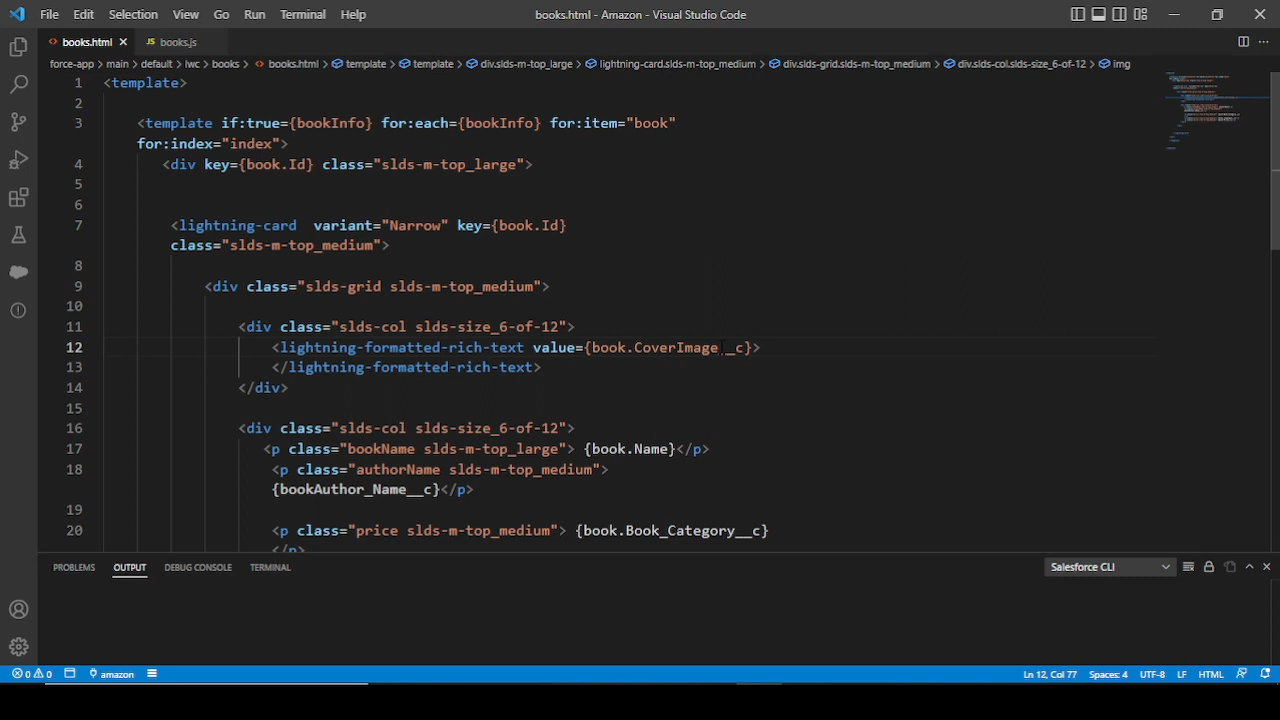 File Edit Selection View Go Run Terminal Help books.html - Amazon - Visual Studio Code
books.html books.js
force-app > main > default > lwc > books > books.html > template > template > div.slds-m-top_large > lightning-card.slds-m-top_medium > div.slds-grid.slds-m-top_medium > div.slds-col.slds-size_6-of-12 > img
1 <template>
2
3 <template if:true={bookInfo} for:each={bookInfo} for:item="book"
for:index="index">
4 <div key={book.Id} class="slds-m-top_large">
5
6
7 <lightning-card variant="Narrow" key={book.Id}
class="slds-m-top_medium">
8
9 <div class="slds-grid slds-m-top_medium">
10
11 <div class="slds-col slds-size_6-of-12">
12 <lightning-formatted-rich-text value={book.CoverImage__c}>
13 </lightning-formatted-rich-text>
14 </div>
15
16 <div class="slds-col slds-size_6-of-12">
17 <p class="bookName slds-m-top_large"> {book.Name}</p>
18 <p class="authorName slds-m-top_medium">
{bookAuthor_Name__c}</p>
19
20 <p class="price slds-m-top_medium"> {book.Book_Category__c}
</p>
PROBLEMS OUTPUT DEBUG CONSOLE TERMINAL Salesforce CLI
0 0 amazon Ln 12, Col 77 Spaces: 4 UTF-8 LF HTML